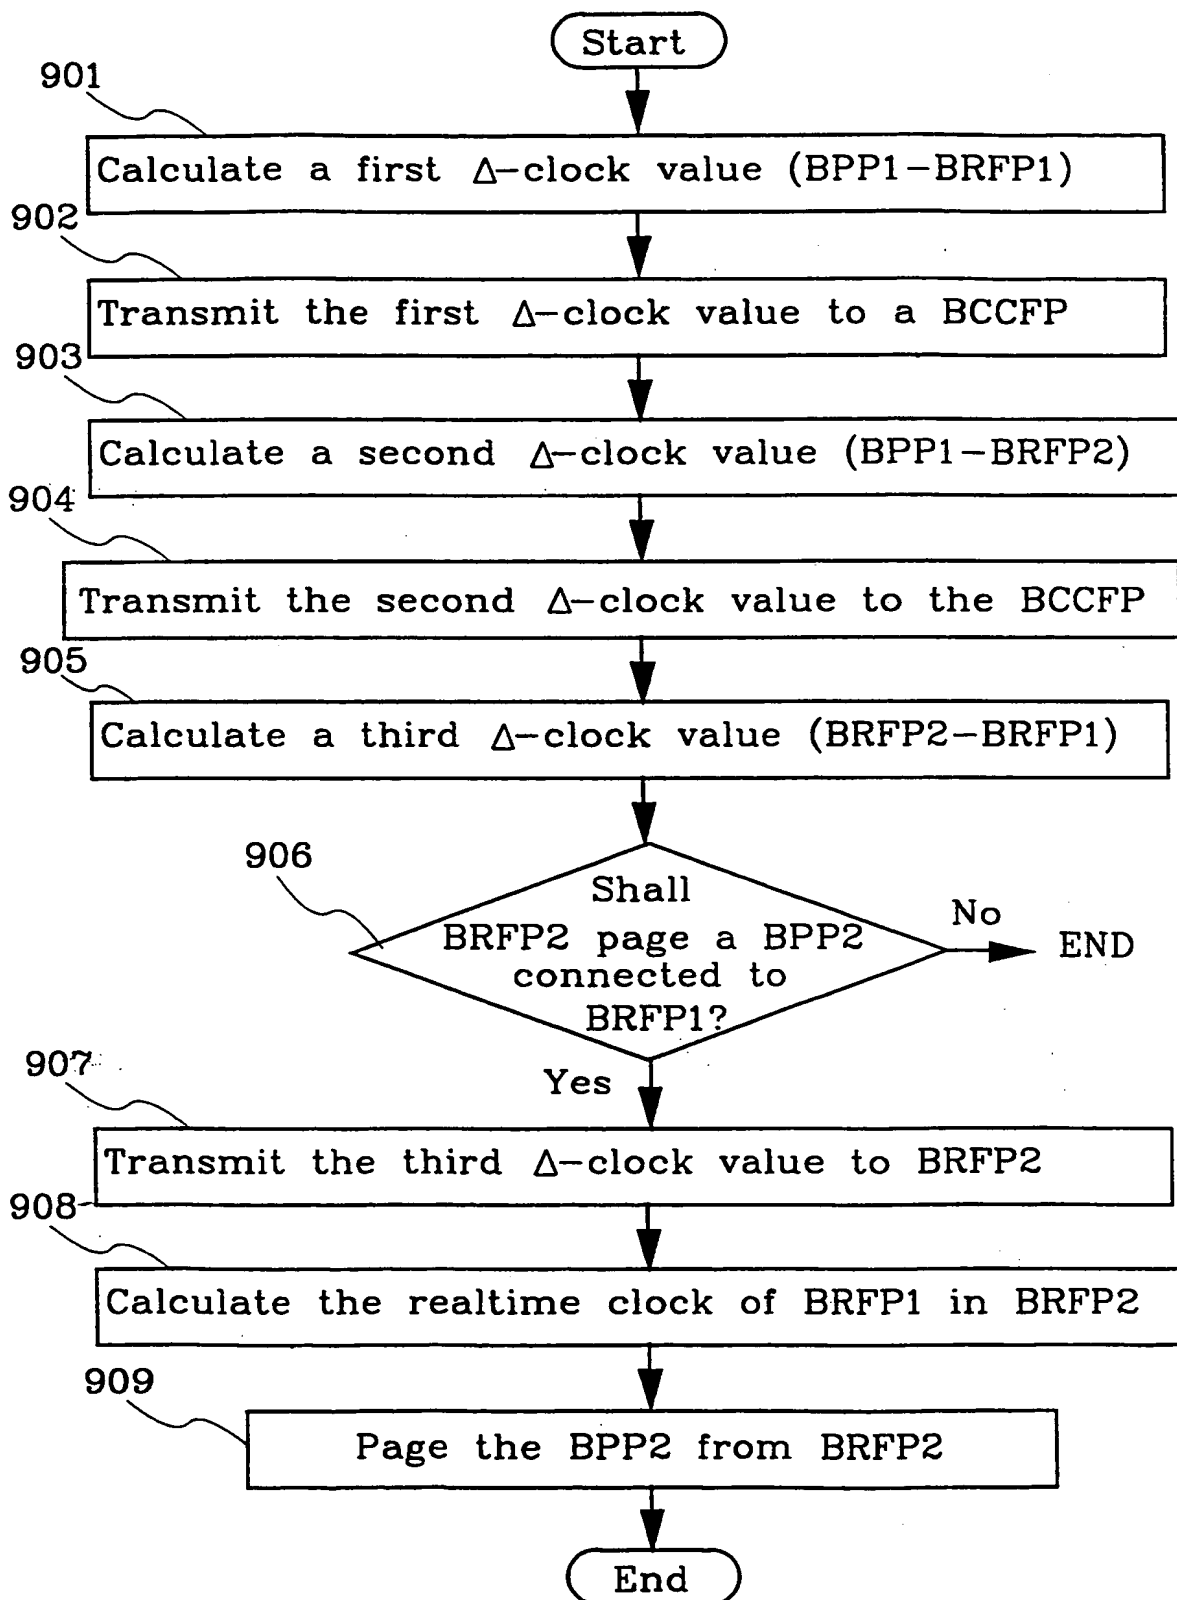 Start
901
Calculate a first Δ-clock value (BPP1-BRFP1)
902
Transmit the first Δ-clock value to a BCCFP
903
Calculate a second Δ-clock value (BPP1-BRFP2)
904
Transmit the second Δ-clock value to the BCCFP
905
Calculate a third Δ-clock value (BRFP2-BRFP1)
906
Shall
BRFP2 page a BPP2
connected to
BRFP1?
No
END
Yes
907
Transmit the third Δ-clock value to BRFP2
908
Calculate the realtime clock of BRFP1 in BRFP2
909
Page the BPP2 from BRFP2
End